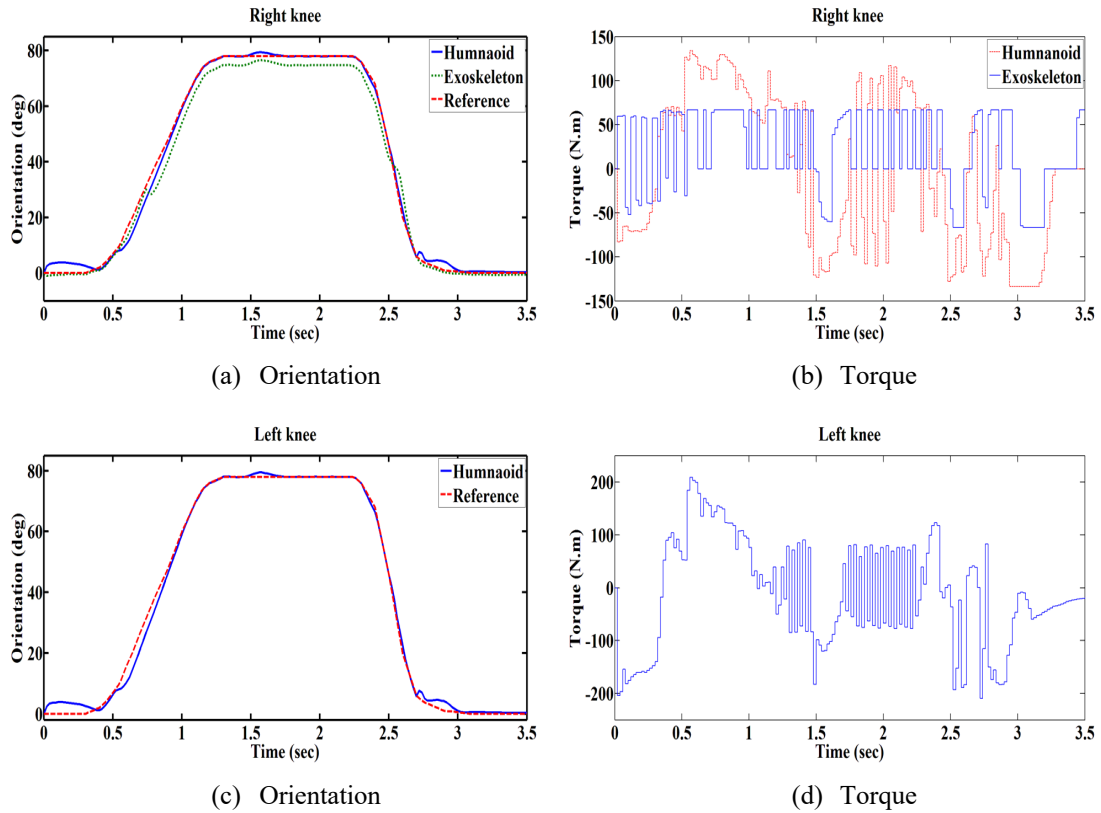 Right knee
Humnaoid
Exoskeleton
Reference
Orientation (deg)
80
60
40
20
0
0 0.5 1 1.5 2 2.5 3 3.5
Time (sec)
(a) Orientation
Right knee
Humnanoid
Exoskeleton
Torque (N.m)
150
100
50
0
-50
-100
-150
0 0.5 1 1.5 2 2.5 3 3.5
Time (sec)
(b) Torque
Left knee
Humnaoid
Reference
Orientation (deg)
80
60
40
20
0
0 0.5 1 1.5 2 2.5 3 3.5
Time (sec)
(c) Orientation
Left knee
Torque (N.m)
200
100
0
-100
-200
0 0.5 1 1.5 2 2.5 3 3.5
Time (sec)
(d) Torque